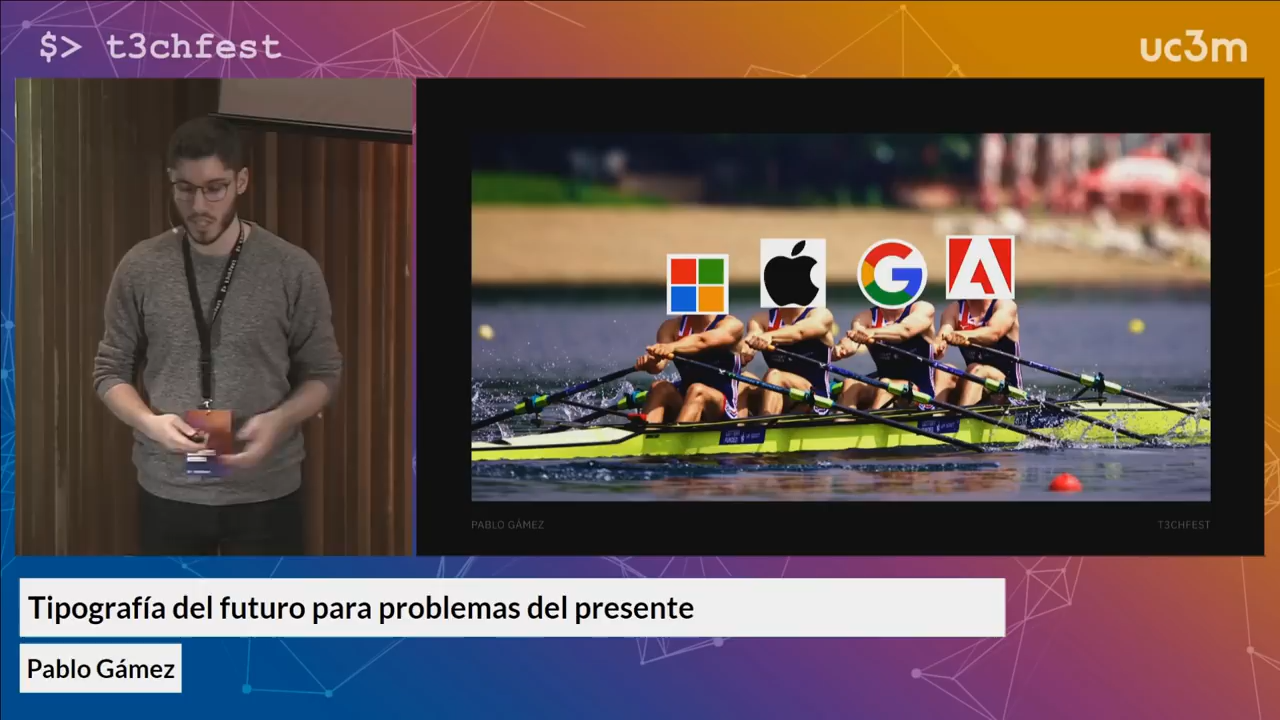 $> t3chfest
uc3m
PABLO GÁMEZ
T3CHFEST
Tipografía del futuro para problemas del presente
Pablo Gámez